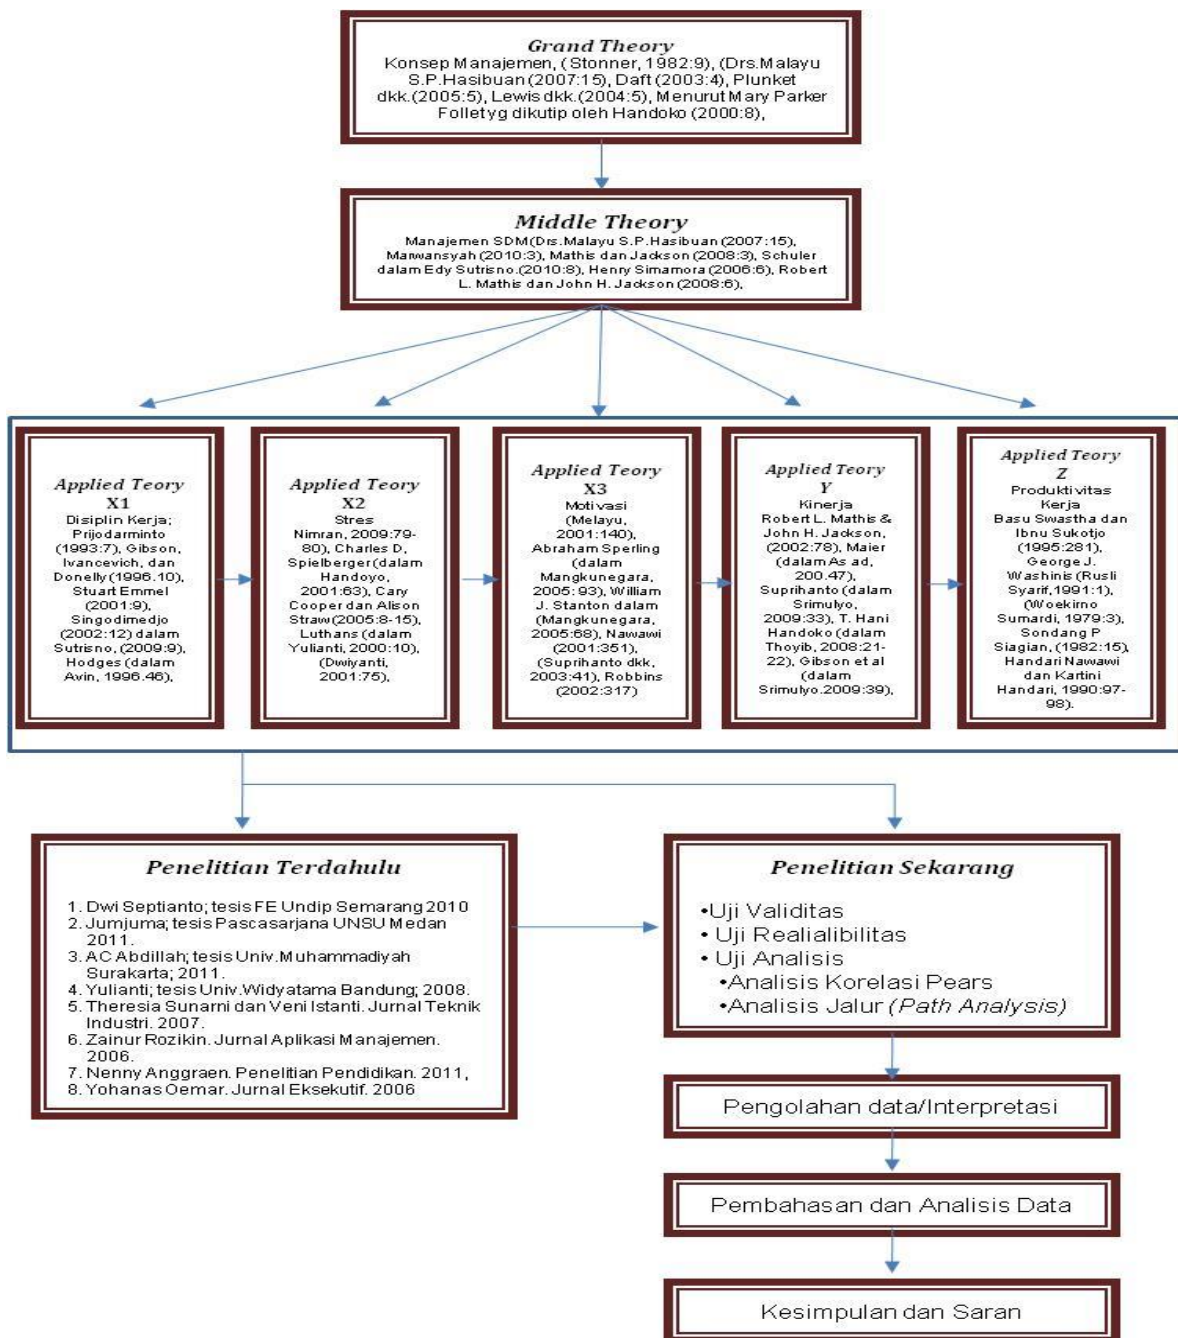 Grand Theory
Konsep Manajemen, (Stonner, 1982:9), (Drs.Malayu
S.P.Hasibuan (2007:15), Daft (2003:4), Plunket
dkk.(2005:5), Lewis dkk.(2004:5), Menurut Mary Parker
Follet yg dikutip oleh Handoko (2000:8),
Middle Theory
Manajemen SDM(Drs.Malayu S.P.Hasibuan (2007:15),
Marwansyah (2010:3), Mathis dan Jackson (2008:3), Schuler
dalam Edy Sutrisno.(2010:8), Henry Simamora (2006:6), Robert
L. Mathis dan John H. Jackson (2008:6),
Applied Teory
X1
Disiplin Kerja;
Prijodarminto
(1993:7), Gibson,
Ivancevich, dan
Donelly (1996.10),
Stuart Emmel
(2001:9),
Singodimedjo
(2002:12) dalam
Sutrisno, (2009:9),
Hodges (dalam
Avin, 1996.46),
Applied Teory
X2
Stres
Nimran, 2009:79-
80), Charles D,
Spielberger (dalam
Handoyo,
2001:63), Cary
Cooper dan Alison
Straw (2005:8-15),
Luthans (dalam
Yulianti, 2000:10),
(Dwiyanti,
2001:75),
Applied Teory
X3
Motivasi
(Melayu,
2001:140),
Abraham Sperling
(dalam
Mangkunegara,
2005:93), William
J. Stanton dalam
(Mangkunegara,
2005:68), Nawawi
(2001:351),
(Suprihanto dkk,
2003:41), Robbins
(2002:317)
Applied Teory
Y
Kinerja
Robert L. Mathis &
John H. Jackson,
(2002:78), Maier
(dalam As ad,
200.47),
Suprihanto (dalam
Srimulyo,
2009:33), T. Hani
Handoko (dalam
Thoyib, 2008:21-
22), Gibson et al
(dalam
Srimulyo.2009:39),
Applied Teory
Z
Produktivitas
Kerja
Basu Swastha dan
Ibnu Sukotjo
(1995:281),
George J.
Washinis (Rusli
Syarif,1991:1),
(Woekirno
Sumardi, 1979:3),
Sondang P
Siagian, (1982:15),
Handari Nawawi
dan Kartini
Handari, 1990:97-
98).
Penelitian Terdahulu
1. Dwi Septianto; tesis FE Undip Semarang 2010
2. Jumjuma; tesis Pascasarjana UNSU Medan
2011.
3. AC Abdillah; tesis Univ.Muhammadiyah
Surakarta; 2011.
4. Yulianti; tesis Univ.Widyatama Bandung; 2008.
5. Theresia Sunarni dan Veni Istanti. Jurnal Teknik
Industri. 2007.
6. Zainur Rozikin. Jurnal Aplikasi Manajemen.
2006.
7. Nenny Anggraen. Penelitian Pendidikan. 2011,
8. Yohanas Oemar. Jurnal Eksekutif. 2006
Penelitian Sekarang
•Uji Validitas
• Uji Realialibilitas
• Uji Analisis
•Analisis Korelasi Pears
•Analisis Jalur (Path Analysis)
Pengolahan data/Interpretasi
Pembahasan dan Analisis Data
Kesimpulan dan Saran